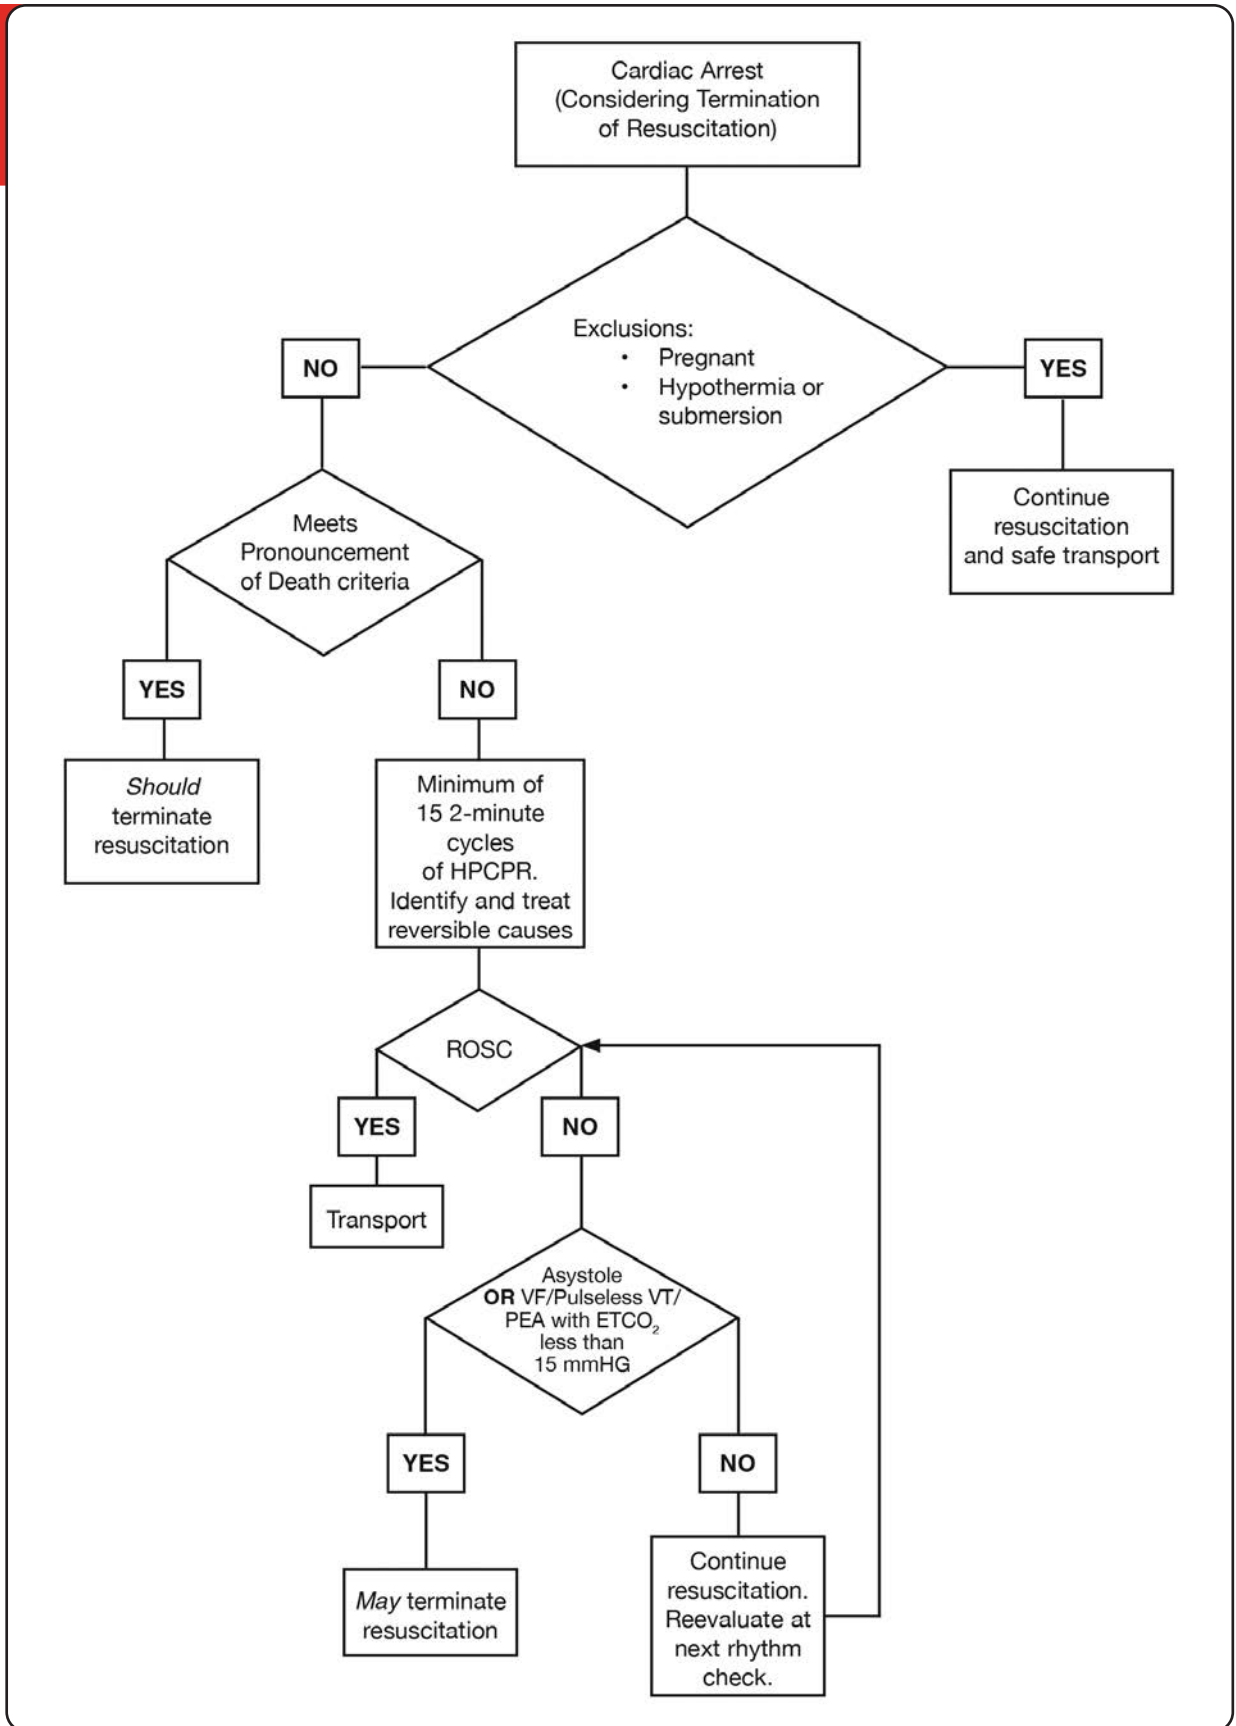 Cardiac Arrest
(Considering Termination
of Resuscitation)
Exclusions:
• Pregnant
• Hypothermia or
submersion
NO
YES
Continue
resuscitation
and safe transport
Meets
Pronouncement
of Death criteria
YES
NO
Should
terminate
resuscitation
Minimum of
15 2-minute
cycles
of HPCPR.
Identify and treat
reversible causes
ROSC
YES
NO
Transport
Asystole
OR VF/Pulseless VT/
PEA with ETCO₂
less than
15 mmHG
YES
NO
May terminate
resuscitation
Continue
resuscitation.
Reevaluate at
next rhythm
check.